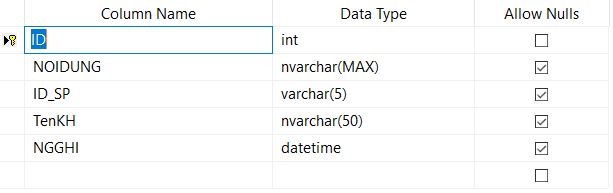 Column Name Data Type Allow Nulls
ID int
NOIDUNG nvarchar(MAX)
ID_SP varchar(5)
TenKH nvarchar(50)
NGGHI datetime